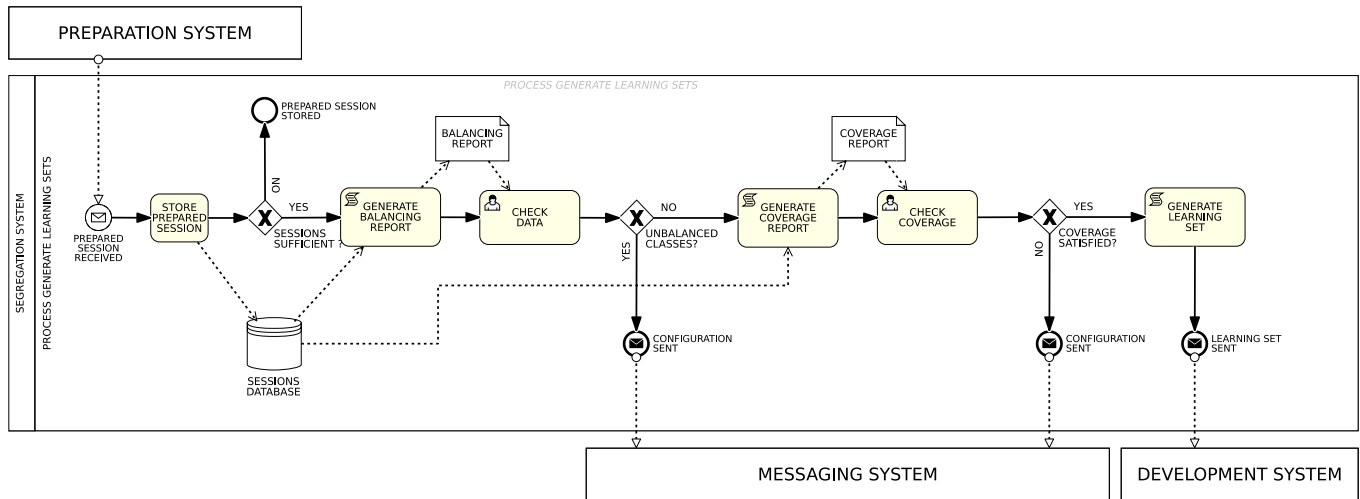 PREPARATION SYSTEM
PROCESS GENERATE LEARNING SETS
SEGREGATION SYSTEM
PROCESS GENERATE LEARNING SETS
PREPARED SESSION
STORED
BALANCING
REPORT
COVERAGE
REPORT
PREPARED
SESSION
RECEIVED
STORE
PREPARED
SESSION
NO
YES
SESSIONS
SUFFICIENT ?
GENERATE
BALANCING
REPORT
CHECK
DATA
NO
UNBALANCED
CLASSES?
YES
GENERATE
COVERAGE
REPORT
CHECK
COVERAGE
YES
COVERAGE
SATISFIED?
NO
GENERATE
LEARNING
SET
SESSIONS
DATABASE
CONFIGURATION
SENT
CONFIGURATION
SENT
LEARNING SET
SENT
MESSAGING SYSTEM
DEVELOPMENT SYSTEM